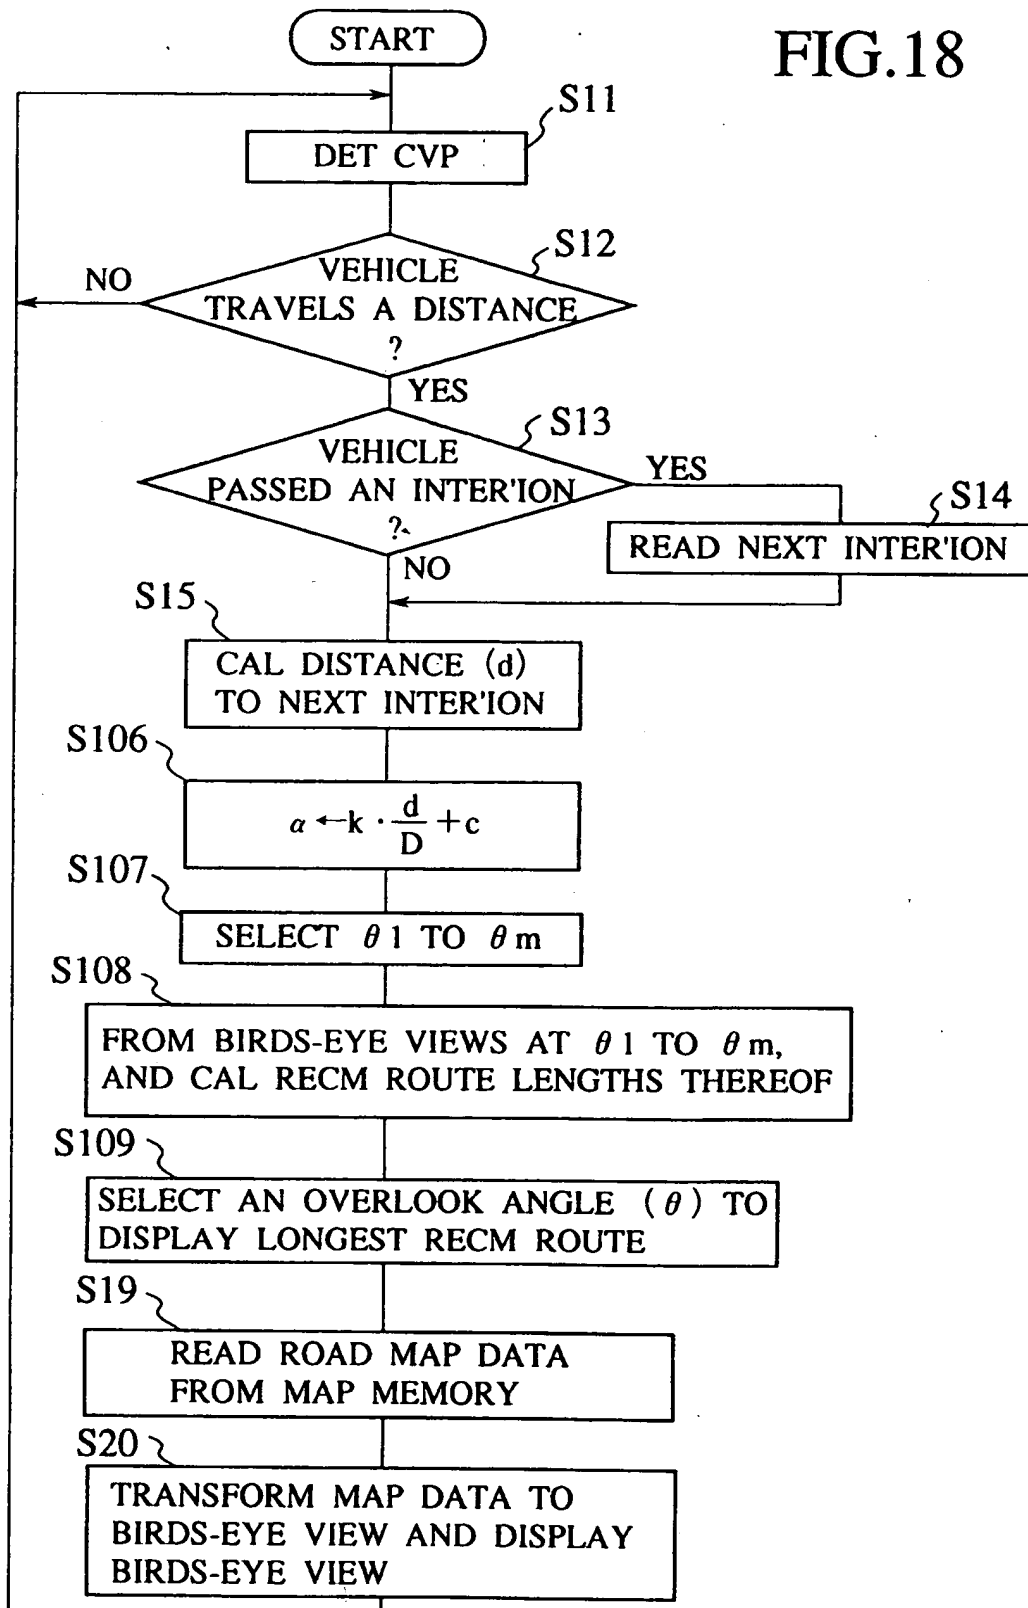 START
FIG.18
S11
DET CVP
S12
NO
VEHICLE
TRAVELS A DISTANCE
?
YES
S13
VEHICLE
PASSED AN INTER'ION
?
YES
S14
READ NEXT INTER'ION
NO
S15
CAL DISTANCE (d)
TO NEXT INTER'ION
S106
α ← k · d/D + c
S107
SELECT θ1 TO θm
S108
FROM BIRDS-EYE VIEWS AT θ1 TO θm,
AND CAL RECM ROUTE LENGTHS THEREOF
S109
SELECT AN OVERLOOK ANGLE (θ) TO
DISPLAY LONGEST RECM ROUTE
S19
READ ROAD MAP DATA
FROM MAP MEMORY
S20
TRANSFORM MAP DATA TO
BIRDS-EYE VIEW AND DISPLAY
BIRDS-EYE VIEW